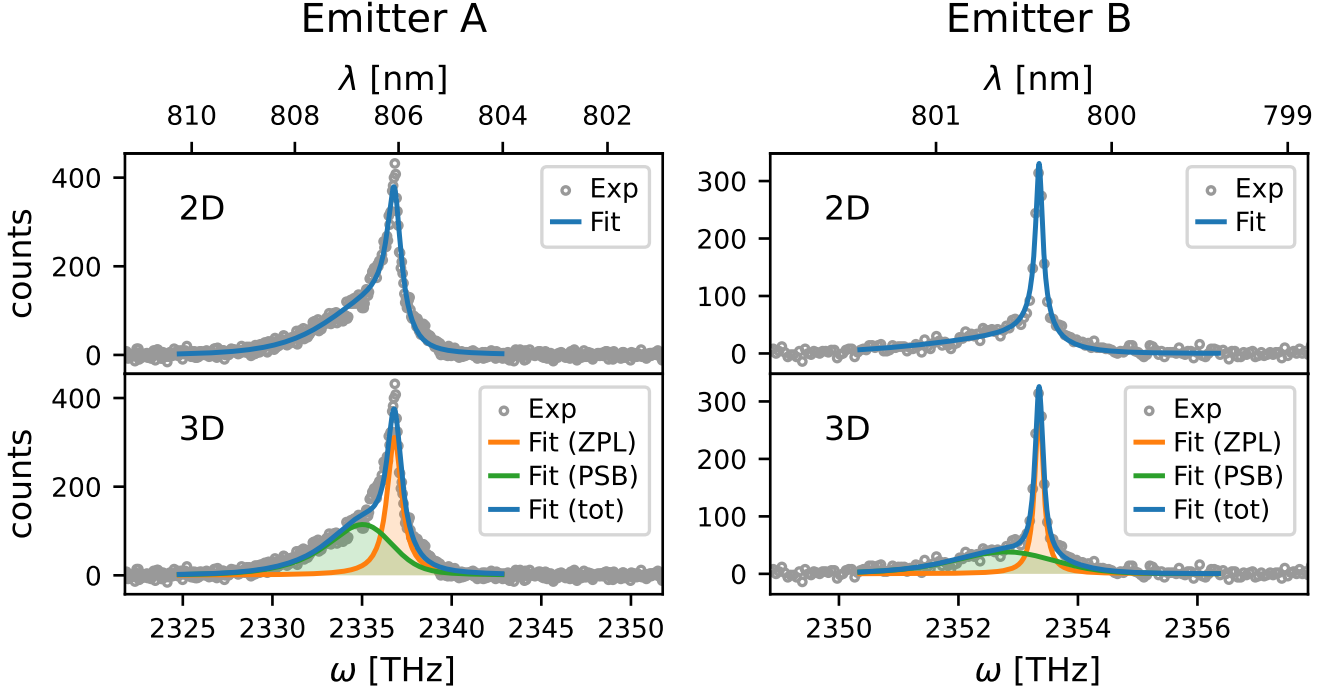 Emitter A
Emitter B
λ [nm]
λ [nm]
810 808 806 804 802
801 800 799
400
200
0
counts
2D
Exp
Fit
300
200
100
0
2D
Exp
Fit
400
200
0
counts
3D
Exp
Fit (ZPL)
Fit (PSB)
Fit (tot)
300
200
100
0
3D
Exp
Fit (ZPL)
Fit (PSB)
Fit (tot)
2325 2330 2335 2340 2345 2350
2350 2352 2354 2356
ω [THz]
ω [THz]